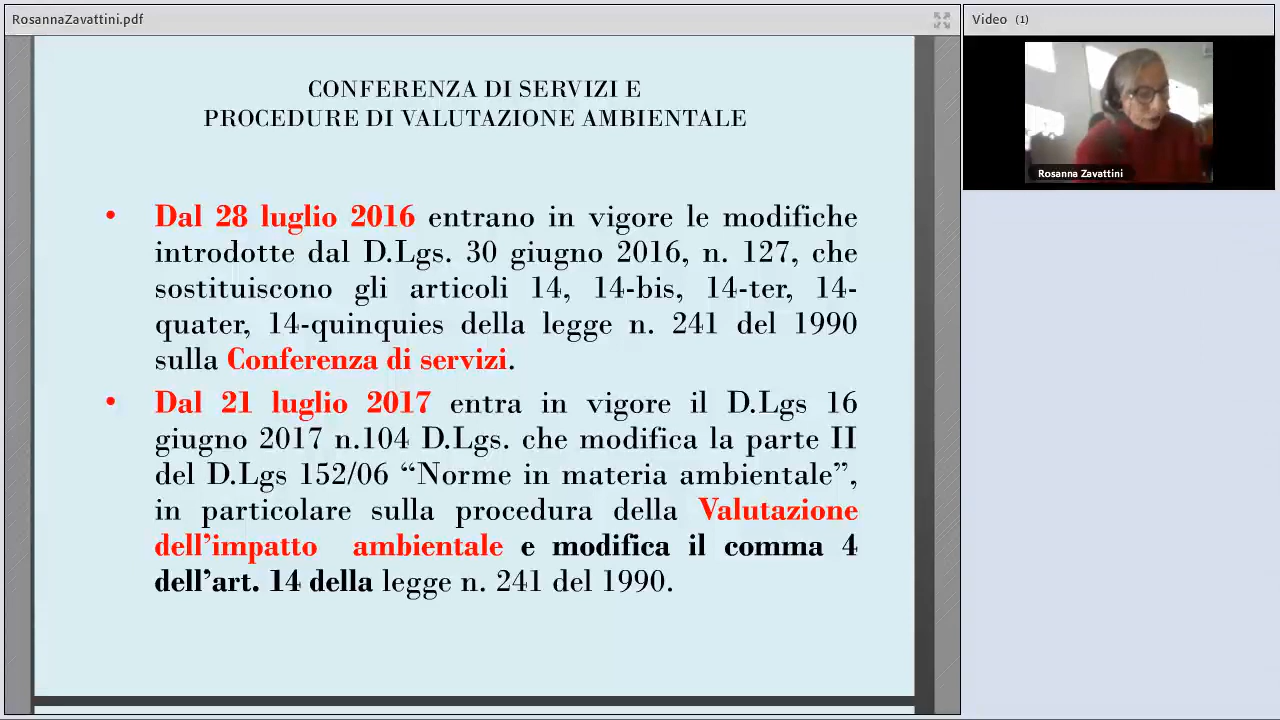 RosannaZavattini.pdf
Video (1)
Rosanna Zavattini
CONFERENZA DI SERVIZI E
PROCEDURE DI VALUTAZIONE AMBIENTALE
• Dal 28 luglio 2016 entrano in vigore le modifiche
introdotte dal D.Lgs. 30 giugno 2016, n. 127, che
sostituiscono gli articoli 14, 14-bis, 14-ter, 14-
quater, 14-quinquies della legge n. 241 del 1990
sulla Conferenza di servizi.
• Dal 21 luglio 2017 entra in vigore il D.Lgs 16
giugno 2017 n.104 D.Lgs. che modifica la parte II
del D.Lgs 152/06 “Norme in materia ambientale”,
in particolare sulla procedura della Valutazione
dell’impatto ambientale e modifica il comma 4
dell’art. 14 della legge n. 241 del 1990.